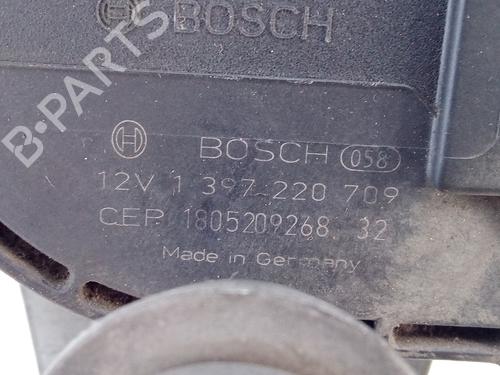 BOSCH
B-PARTS
BOSCH 058
12V 1 397 220 709
CEP 1805209268 32
Made in Germany